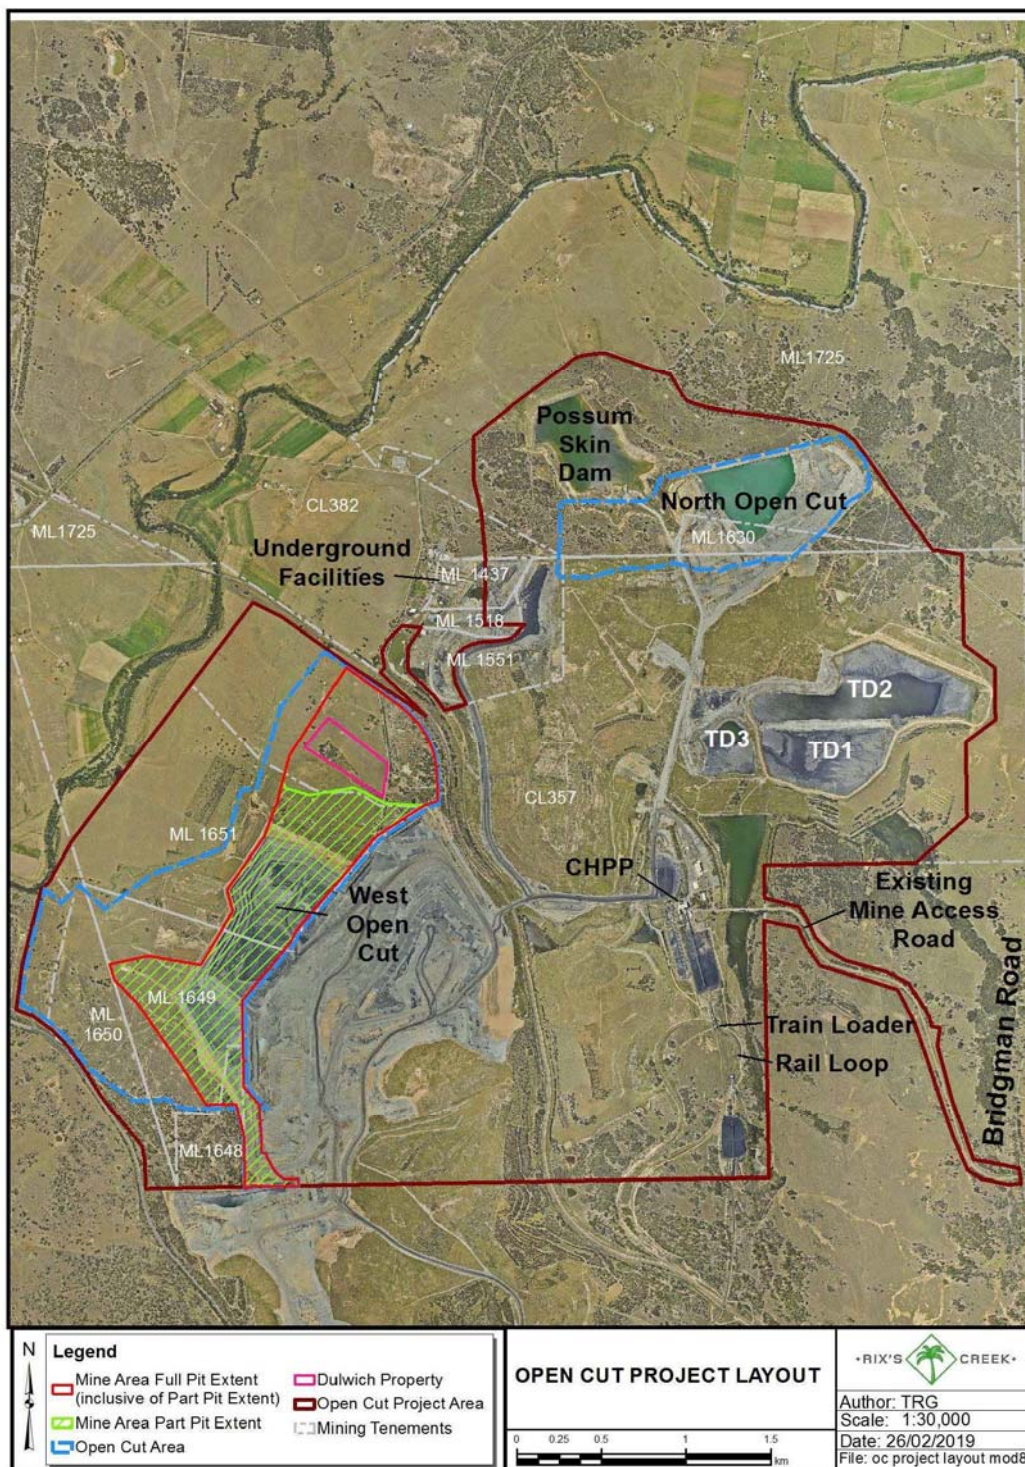 ML1725
Possum
Skin
Dam
North Open Cut
ML1630
CL382
ML1725
Underground
Facilities
ML 1437
ML 1518
ML 1551
TD2
TD3
TD1
CL357
ML 1651
CHPP
West
Open
Cut
Existing
Mine Access
Road
ML 1649
ML
1650
Train Loader
Rail Loop
Bridgman Road
ML1648
N
Legend
Mine Area Full Pit Extent
(inclusive of Part Pit Extent)
Mine Area Part Pit Extent
Open Cut Area
Dulwich Property
Open Cut Project Area
Mining Tenements
OPEN CUT PROJECT LAYOUT
0 0.25 0.5 1 1.5
km
RIX'S CREEK
Author: TRG
Scale: 1:30,000
Date: 26/02/2019
File: oc project layout mod8